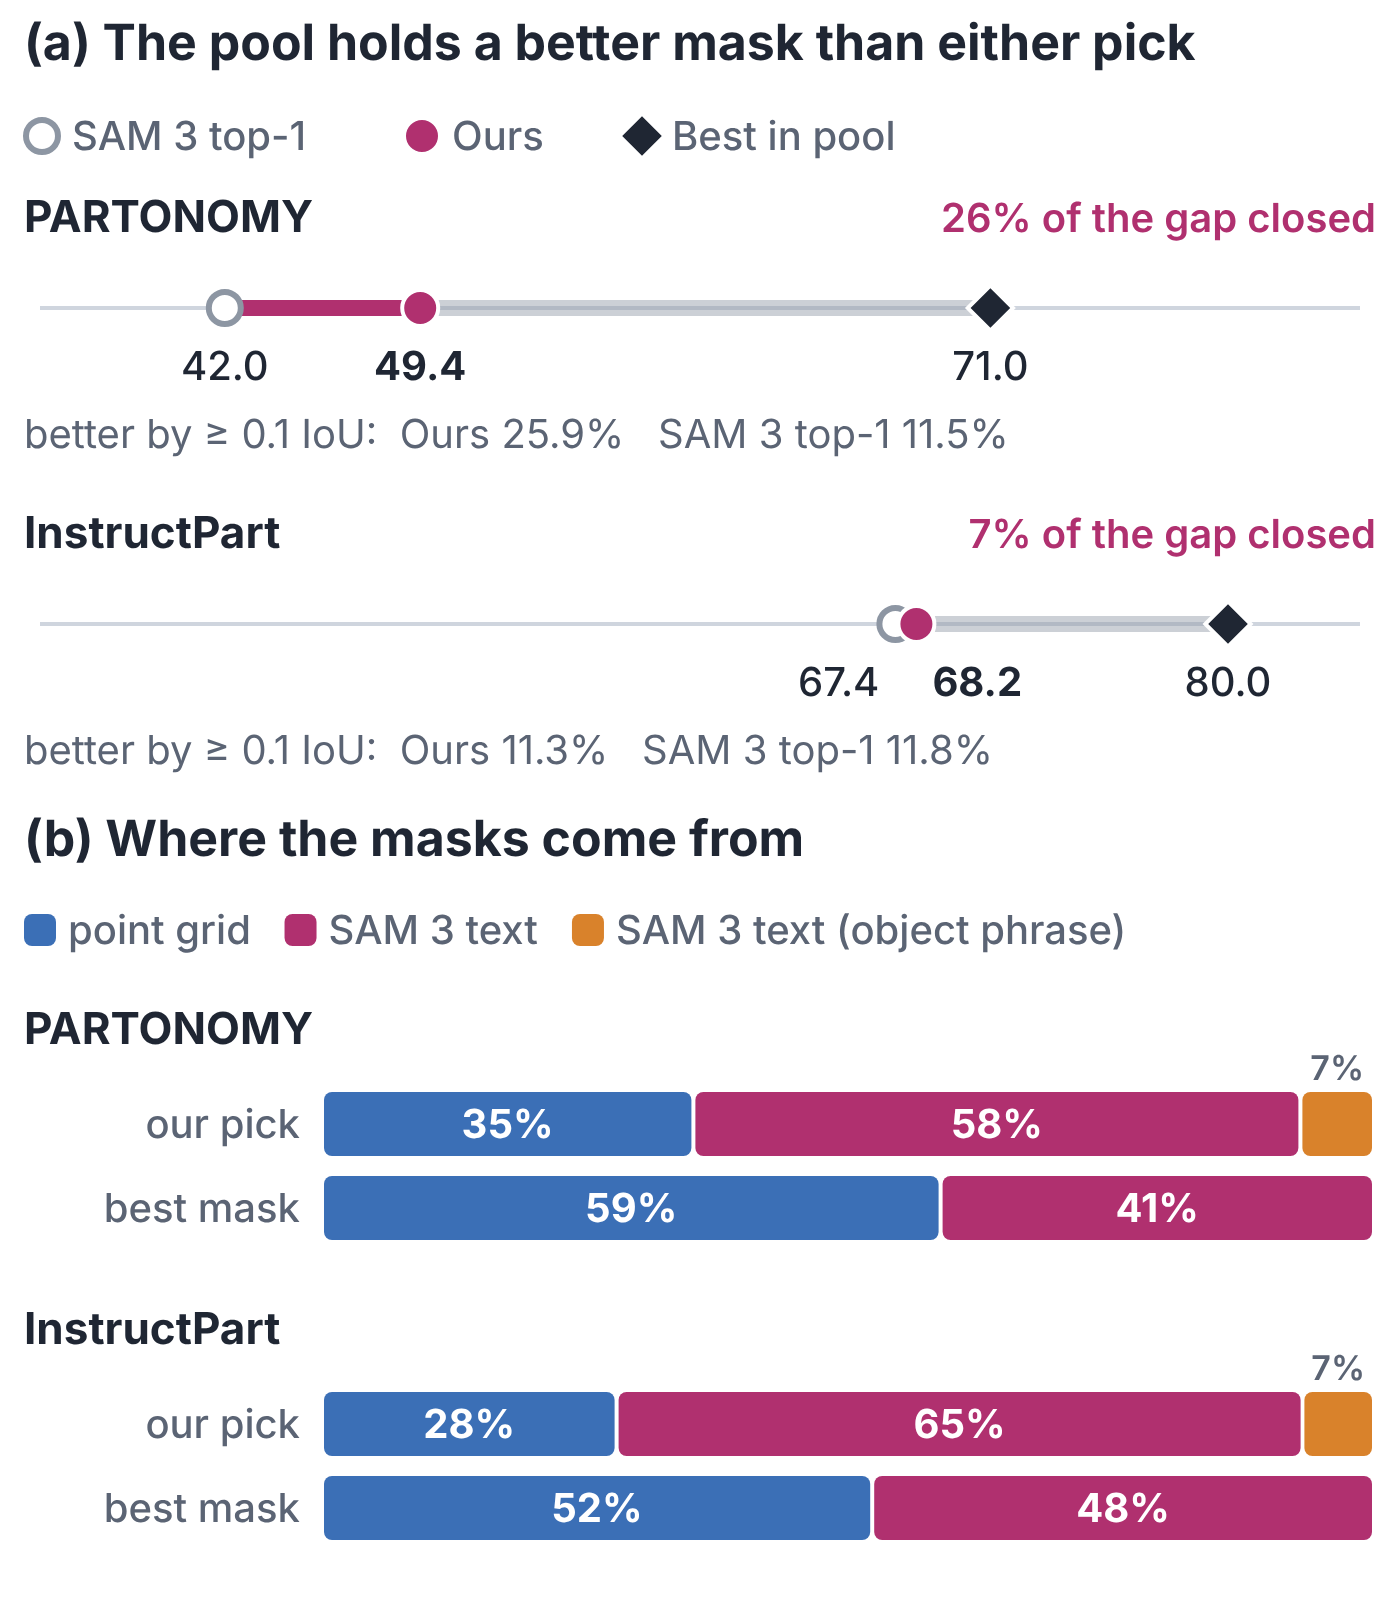 (a) The pool holds a better mask than either pick
SAM 3 top-1 Ours Best in pool
PARTONOMY 26% of the gap closed
42.0 49.4 71.0
better by ≥ 0.1 IoU: Ours 25.9% SAM 3 top-1 11.5%
InstructPart 7% of the gap closed
67.4 68.2 80.0
better by ≥ 0.1 IoU: Ours 11.3% SAM 3 top-1 11.8%
(b) Where the masks come from
point grid SAM 3 text SAM 3 text (object phrase)
PARTONOMY
7%
our pick 35% 58%
best mask 59% 41%
InstructPart
7%
our pick 28% 65%
best mask 52% 48%